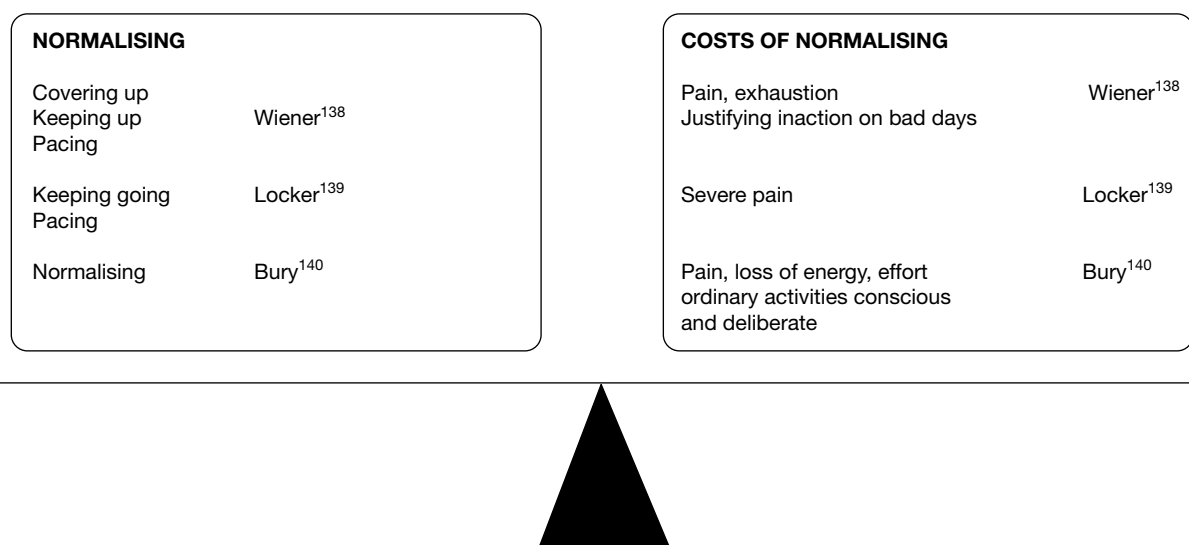 NORMALISING
Covering up
Keeping up Wiener138
Pacing
Keeping going Locker139
Pacing
Normalising Bury140
COSTS OF NORMALISING
Pain, exhaustion Wiener138
Justifying inaction on bad days
Severe pain Locker139
Pain, loss of energy, effort Bury140
ordinary activities conscious
and deliberate